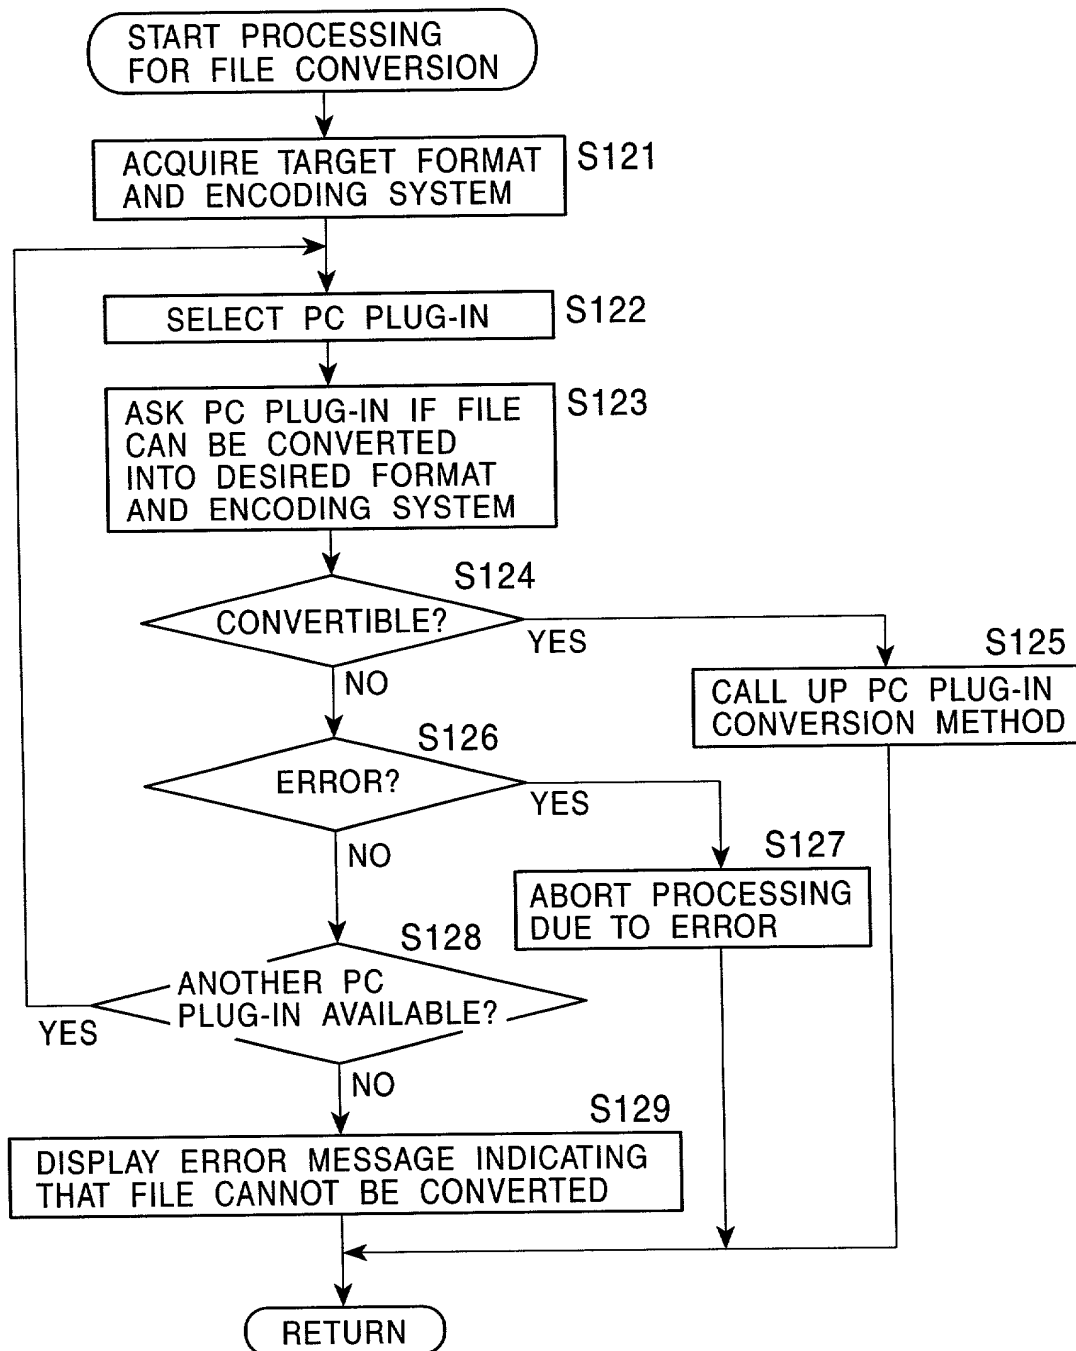 START PROCESSING
FOR FILE CONVERSION
ACQUIRE TARGET FORMAT
AND ENCODING SYSTEM
S121
SELECT PC PLUG-IN
S122
ASK PC PLUG-IN IF FILE
CAN BE CONVERTED
INTO DESIRED FORMAT
AND ENCODING SYSTEM
S123
S124
CONVERTIBLE?
YES
NO
S125
CALL UP PC PLUG-IN
CONVERSION METHOD
S126
ERROR?
YES
NO
S127
ABORT PROCESSING
DUE TO ERROR
S128
ANOTHER PC
PLUG-IN AVAILABLE?
YES
NO
S129
DISPLAY ERROR MESSAGE INDICATING
THAT FILE CANNOT BE CONVERTED
RETURN